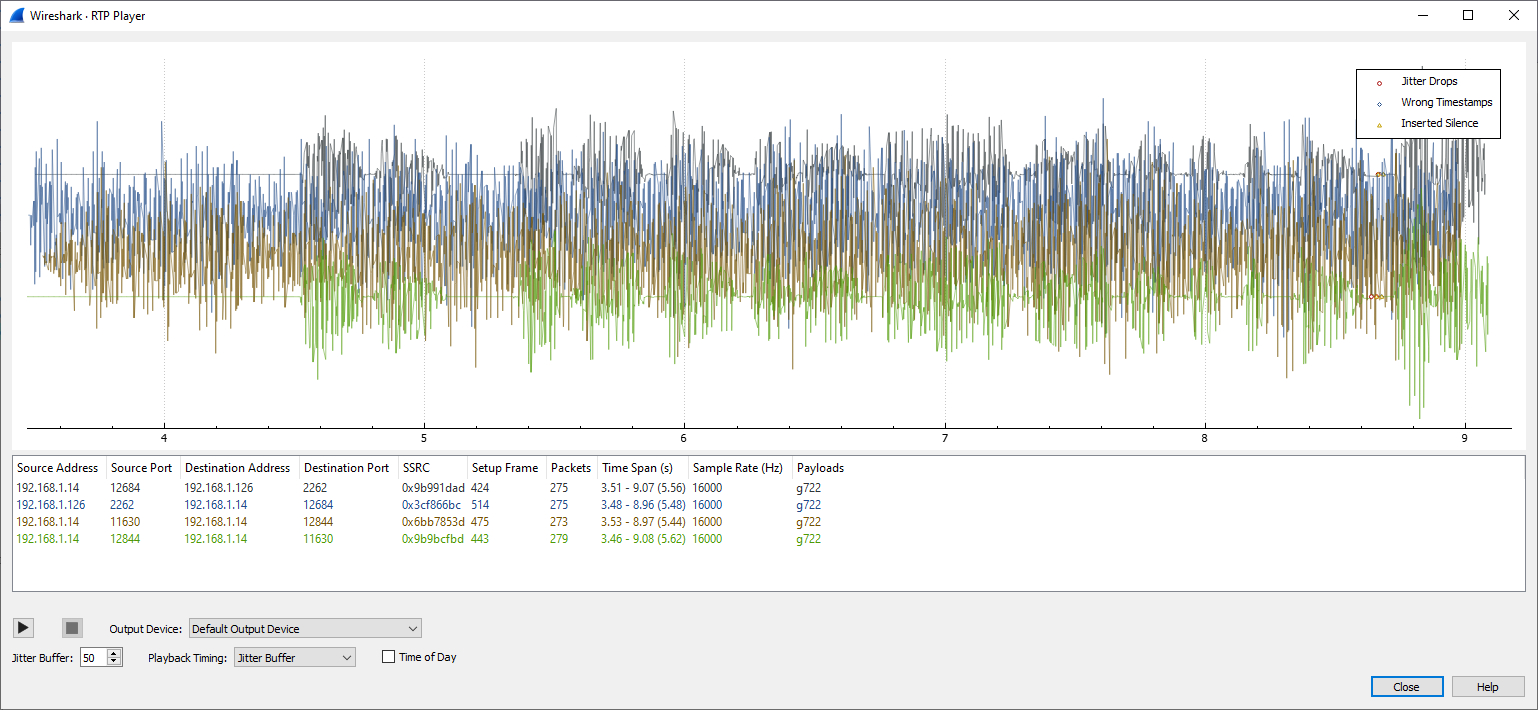 Wireshark · RTP Player
Jitter Drops
Wrong Timestamps
Inserted Silence
4 5 6 7 8 9
Source Address Source Port Destination Address Destination Port SSRC Setup Frame Packets Time Span (s) Sample Rate (Hz) Payloads
192.168.1.14 12684 192.168.1.126 2262 0x9b991dad 424 275 3.51 - 9.07 (5.56) 16000 g722
192.168.1.126 2262 192.168.1.14 12684 0x3cf866bc 514 275 3.48 - 8.96 (5.48) 16000 g722
192.168.1.14 11630 192.168.1.14 12844 0x6bb7853d 475 273 3.53 - 8.97 (5.44) 16000 g722
192.168.1.14 12844 192.168.1.14 11630 0x9b9bcfbd 443 279 3.46 - 9.08 (5.62) 16000 g722
Output Device: Default Output Device
Jitter Buffer: 50 Playback Timing: Jitter Buffer Time of Day
Close Help